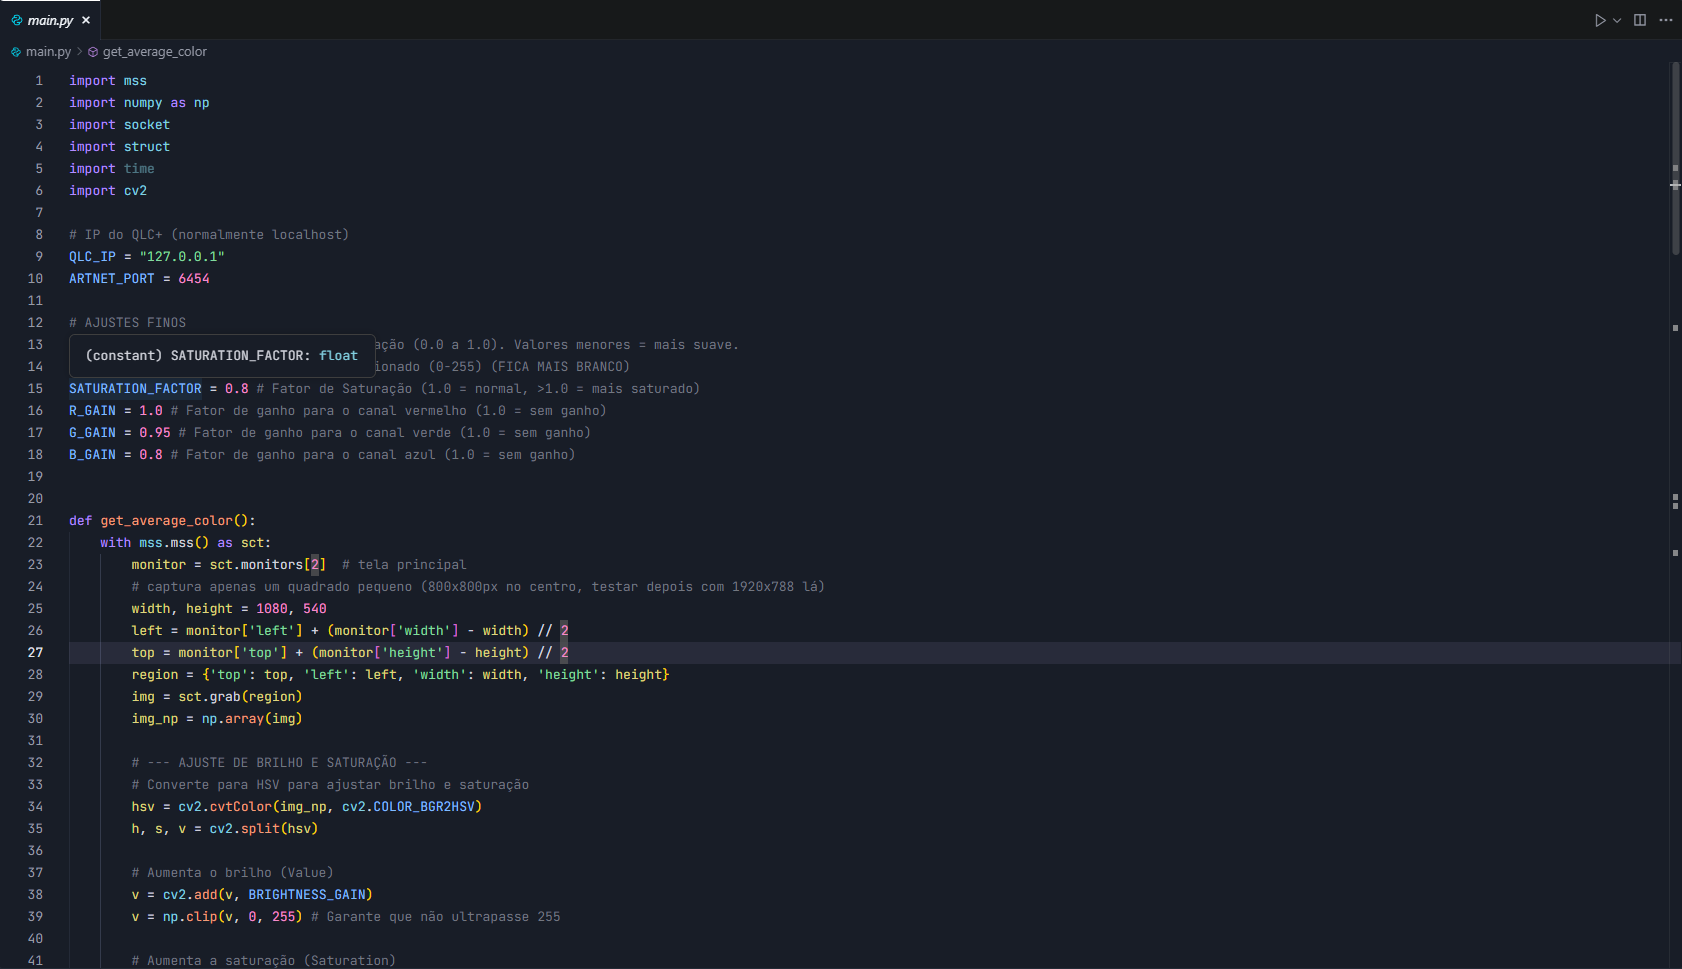 main.py ×
main.py > get_average_color
1 import mss
2 import numpy as np
3 import socket
4 import struct
5 import time
6 import cv2
7
8 # IP do QLC+ (normalmente localhost)
9 QLC_IP = "127.0.0.1"
10 ARTNET_PORT = 6454
11
12 # AJUSTES FINOS
13 ação (0.0 a 1.0). Valores menores = mais suave.
(constant) SATURATION_FACTOR: float
14 ionado (0-255) (FICA MAIS BRANCO)
15 SATURATION_FACTOR = 0.8 # Fator de Saturação (1.0 = normal, >1.0 = mais saturado)
16 R_GAIN = 1.0 # Fator de ganho para o canal vermelho (1.0 = sem ganho)
17 G_GAIN = 0.95 # Fator de ganho para o canal verde (1.0 = sem ganho)
18 B_GAIN = 0.8 # Fator de ganho para o canal azul (1.0 = sem ganho)
19
20
21 def get_average_color():
22 with mss.mss() as sct:
23 monitor = sct.monitors[2]  # tela principal
24 # captura apenas um quadrado pequeno (800x800px no centro, testar depois com 1920x788 lá)
25 width, height = 1080, 540
26 left = monitor['left'] + (monitor['width'] - width) // 2
27 top = monitor['top'] + (monitor['height'] - height) // 2
28 region = {'top': top, 'left': left, 'width': width, 'height': height}
29 img = sct.grab(region)
30 img_np = np.array(img)
31
32 # --- AJUSTE DE BRILHO E SATURAÇÃO ---
33 # Converte para HSV para ajustar brilho e saturação
34 hsv = cv2.cvtColor(img_np, cv2.COLOR_BGR2HSV)
35 h, s, v = cv2.split(hsv)
36
37 # Aumenta o brilho (Value)
38 v = cv2.add(v, BRIGHTNESS_GAIN)
39 v = np.clip(v, 0, 255) # Garante que não ultrapasse 255
40
41 # Aumenta a saturação (Saturation)